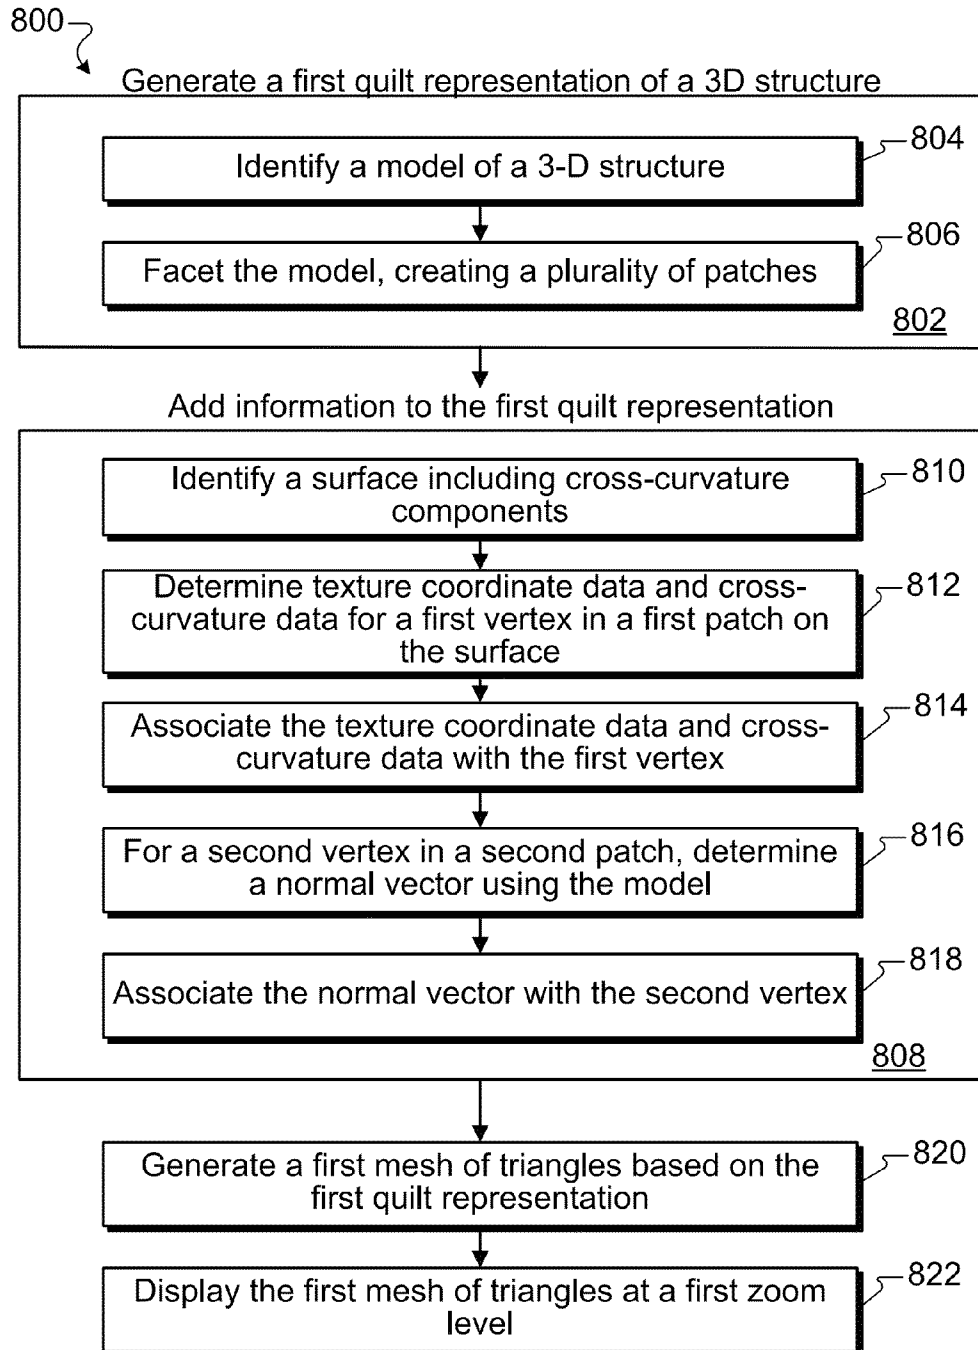 800
Generate a first quilt representation of a 3D structure
804
Identify a model of a 3-D structure
806
Facet the model, creating a plurality of patches
802
Add information to the first quilt representation
810
Identify a surface including cross-curvature
components
812
Determine texture coordinate data and cross-
curvature data for a first vertex in a first patch on
the surface
814
Associate the texture coordinate data and cross-
curvature data with the first vertex
816
For a second vertex in a second patch, determine
a normal vector using the model
818
Associate the normal vector with the second vertex
808
820
Generate a first mesh of triangles based on the
first quilt representation
822
Display the first mesh of triangles at a first zoom
level